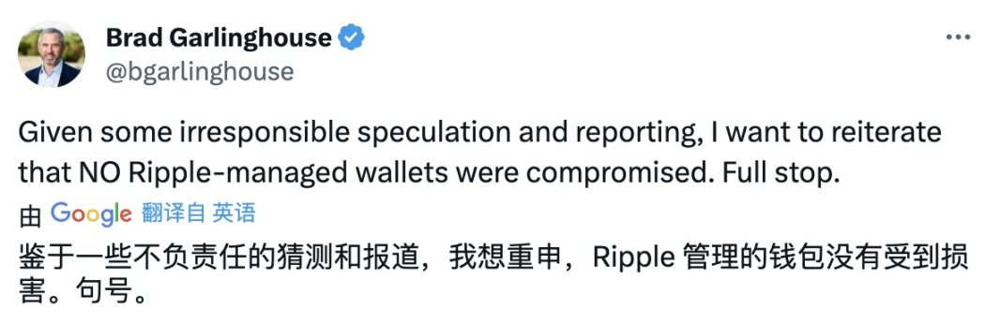 Brad Garlinghouse
@bgarlinghouse
Given some irresponsible speculation and reporting, I want to reiterate
that NO Ripple-managed wallets were compromised. Full stop.
由 Google 翻译自 英语
鉴于一些不负责任的猜测和报道，我想重申，Ripple 管理的钱包没有受到损
害。句号。